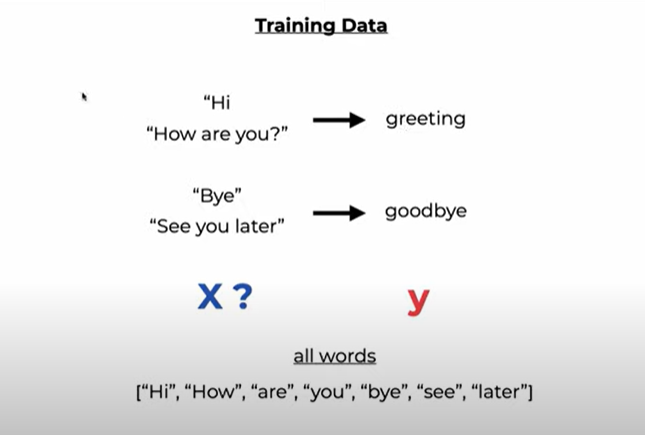 Training Data
“Hi
“How are you?”
greeting
“Bye”
“See you later”
goodbye
X ?
y
all words
[“Hi”, “How”, “are”, “you”, “bye”, “see”, “later”]